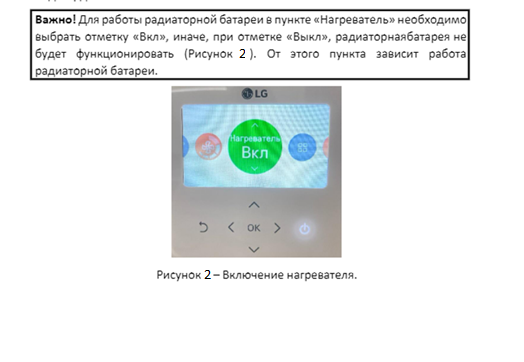 Важно! Для работы радиаторной батареи в пункте «Нагреватель» необходимо
выбрать отметку «Вкл», иначе, при отметке «Выкл», радиаторнаябатарея не
будет функционировать (Рисунок 2 ). От этого пункта зависит работа
радиаторной батареи.
LG
Нагреватель
Вкл
OK
Рисунок 2 – Включение нагревателя.